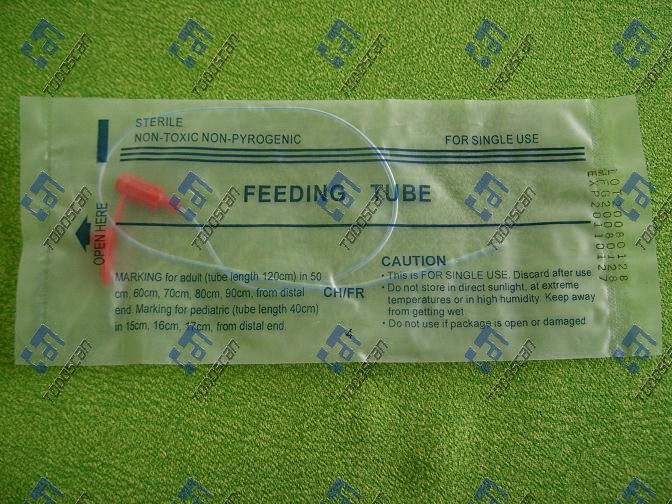 STERILE
NON-TOXIC NON-PYROGENIC
FOR SINGLE USE
FEEDING TUBE
OPEN HERE
MARKING for adult (tube length 120cm) in 50
cm, 60cm, 70cm, 80cm, 90cm, from distal
end. Marking for pediatric (tube length 40cm)
in 15cm, 16cm, 17cm, from distal end.
CH/FR
4
CAUTION
• This is FOR SINGLE USE. Discard after use
• Do not store in direct sunlight, at extreme
temperatures or in high humidity. Keep away
from getting wet
• Do not use if package is open or damaged
LOT20080128
MFG20080128
EXP20110127
TODOSCAN